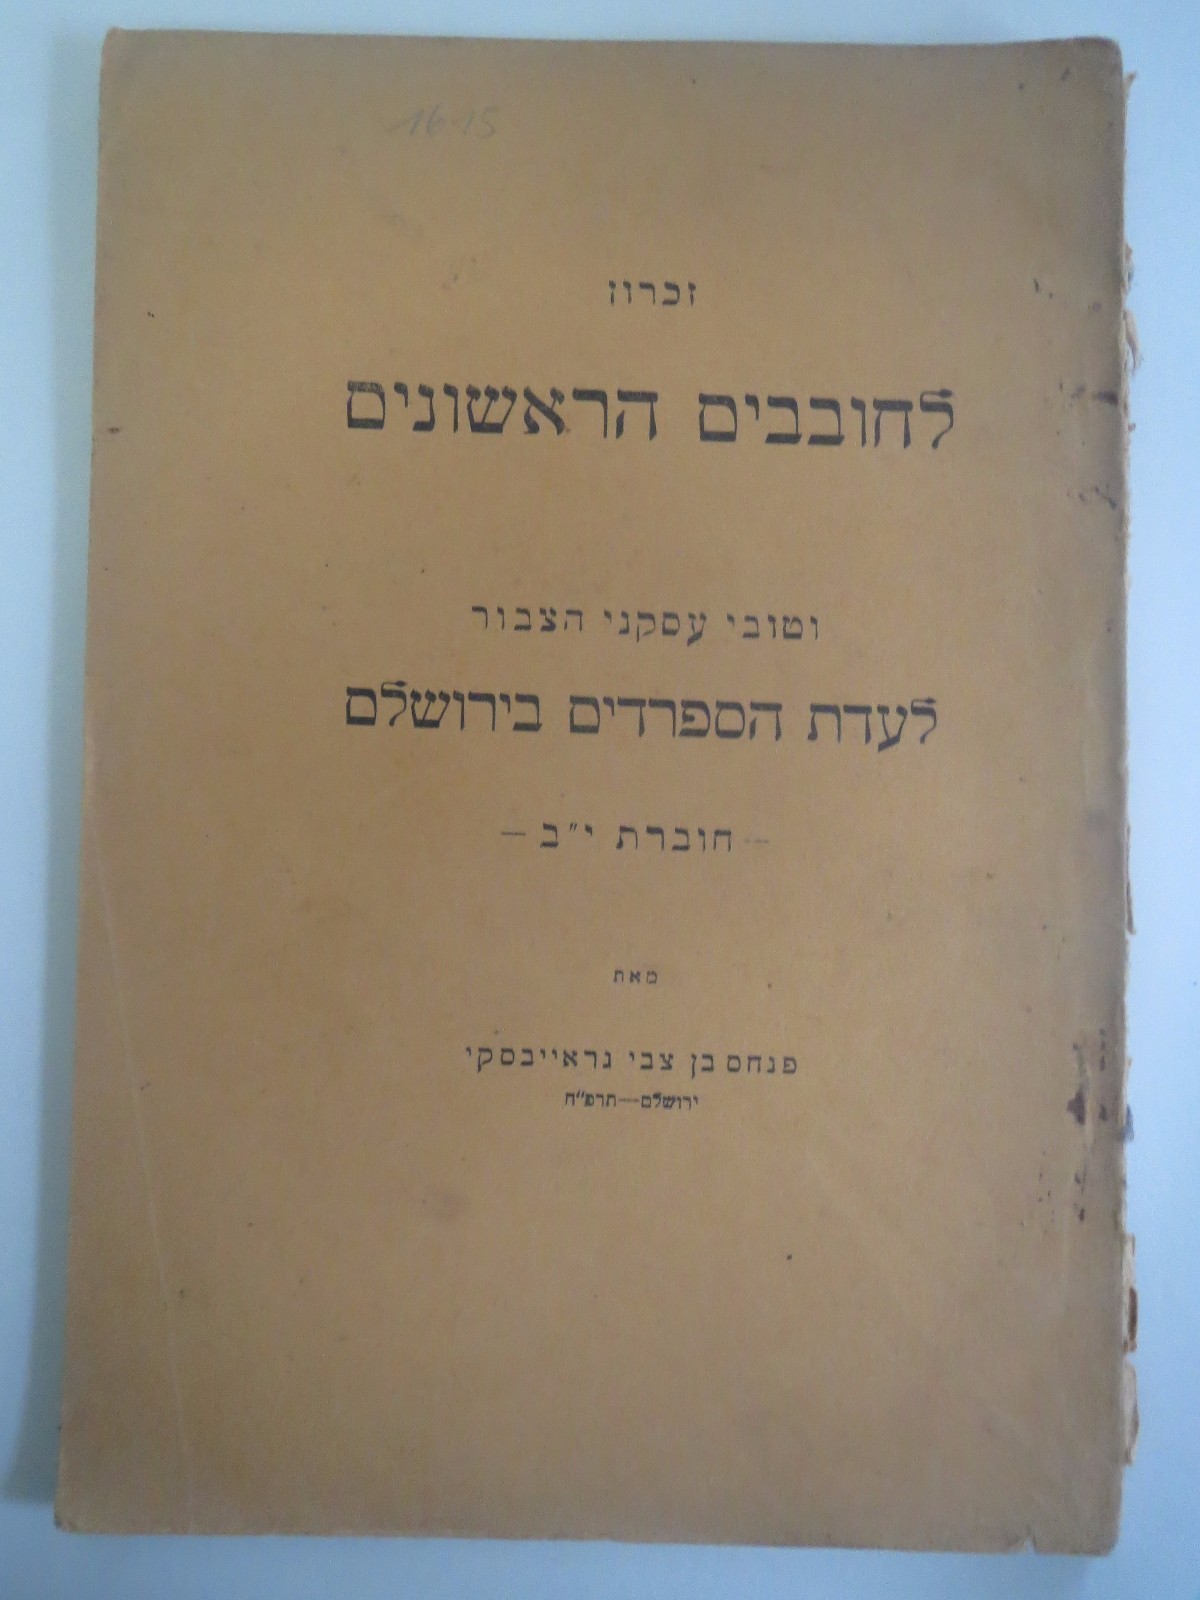 16-15
זכרון
לחובבים הראשונים
וטובי עסקני הצבור
לעדת הספרדים בירושלם
— חוברת י״ב —
מאת
פנחס בן צבי גראייבסקי
ירושלם—תרפ״ח